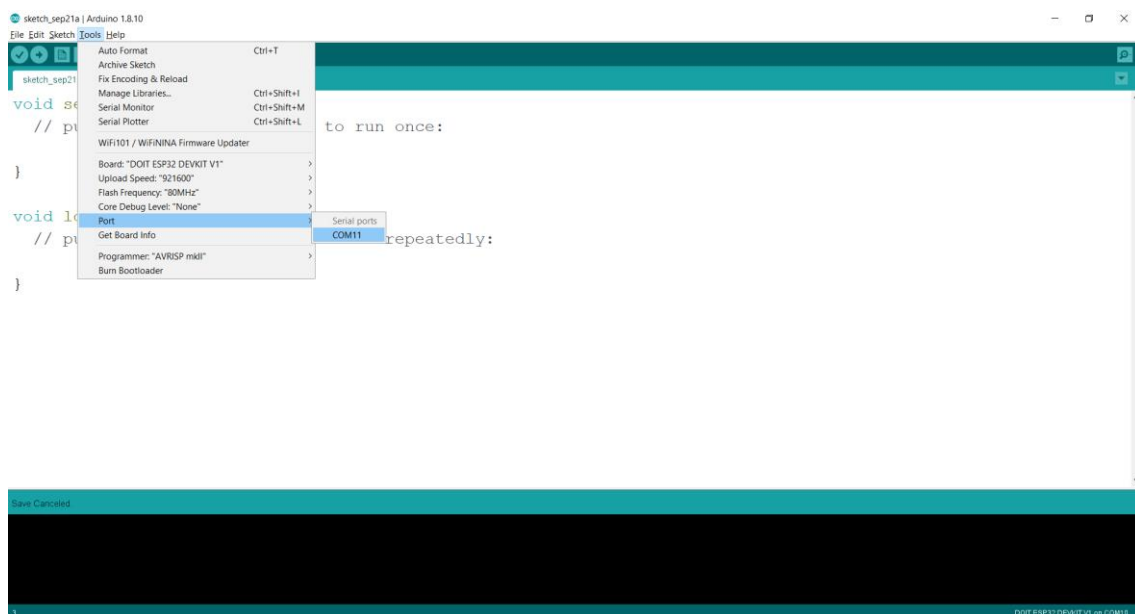 sketch_sep21a | Arduino 1.8.10
File Edit Sketch Tools Help
Auto Format Ctrl+T
Archive Sketch
sketch_sep21 Fix Encoding & Reload
Manage Libraries... Ctrl+Shift+I
void se Serial Monitor Ctrl+Shift+M
// pu Serial Plotter Ctrl+Shift+L to run once:
WiFi101 / WiFiNINA Firmware Updater
Board: "DOIT ESP32 DEVKIT V1"
} Upload Speed: "921600"
Flash Frequency: "80MHz"
Core Debug Level: "None"
void lo Port Serial ports
// pu Get Board Info COM11 repeatedly:
Programmer: "AVRISP mkII"
Burn Bootloader
}
Save Canceled.
DOIT ESP32 DEVKIT V1 on COM10